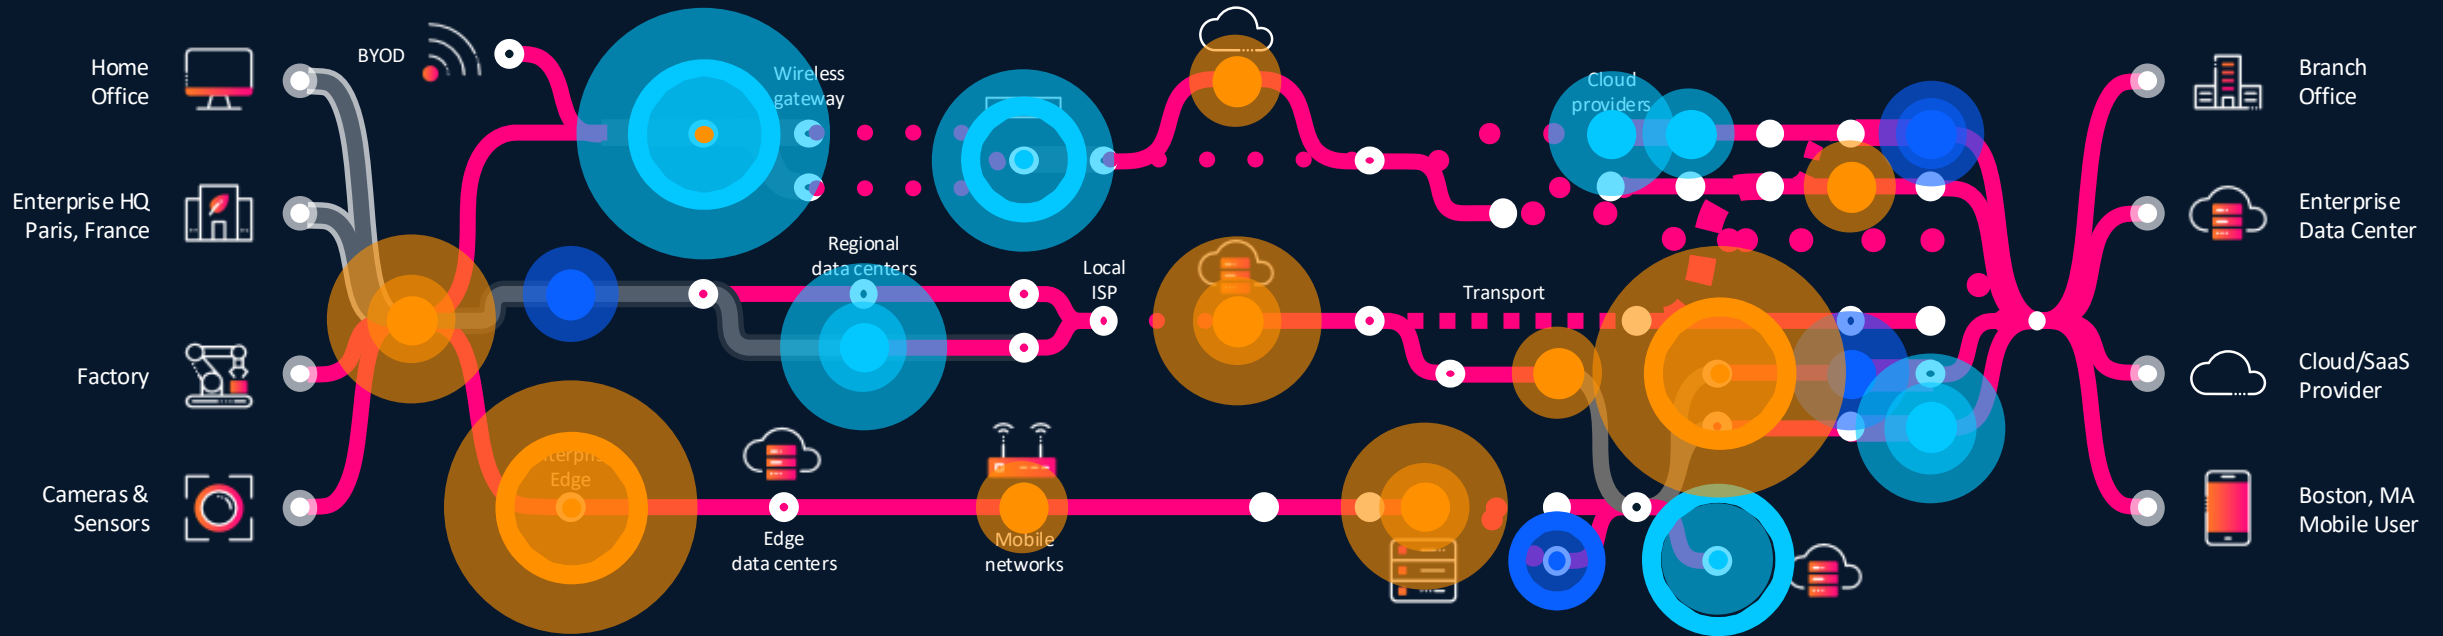 Home
Office
BYOD
Wireless
gateway
Cloud
providers
Branch
Office
Enterprise HQ
Paris, France
Enterprise
Data Center
Regional
data centers
Local
ISP
Transport
Factory
Cloud/SaaS
Provider
Edge
Cameras &
Sensors
Edge
data centers
Mobile
networks
Boston, MA
Mobile User